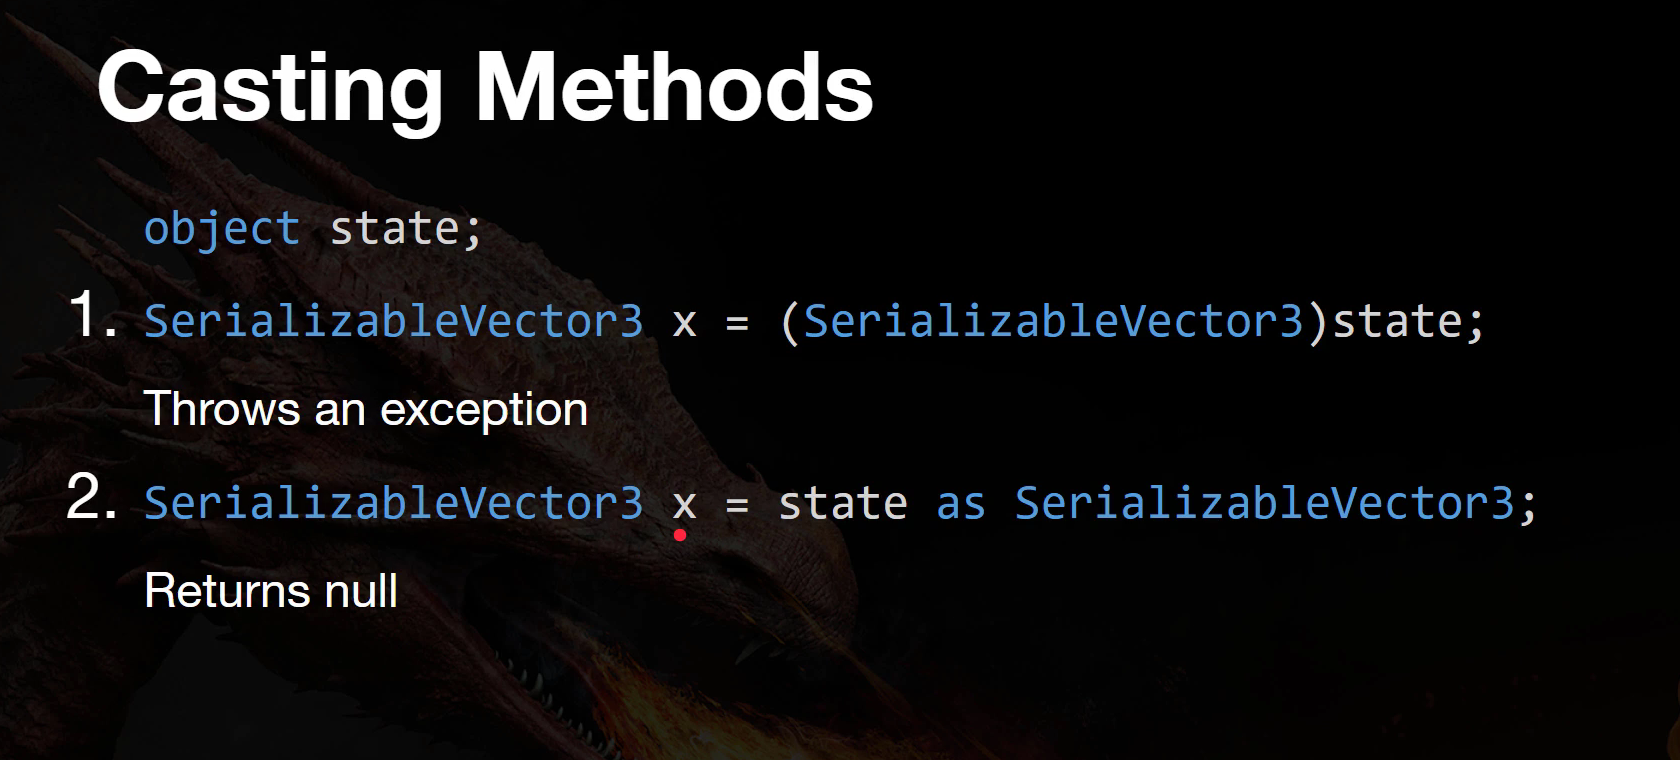 Casting Methods
object state;
1. SerializableVector3 x = (SerializableVector3)state;
Throws an exception
2. SerializableVector3 x = state as SerializableVector3;
Returns null